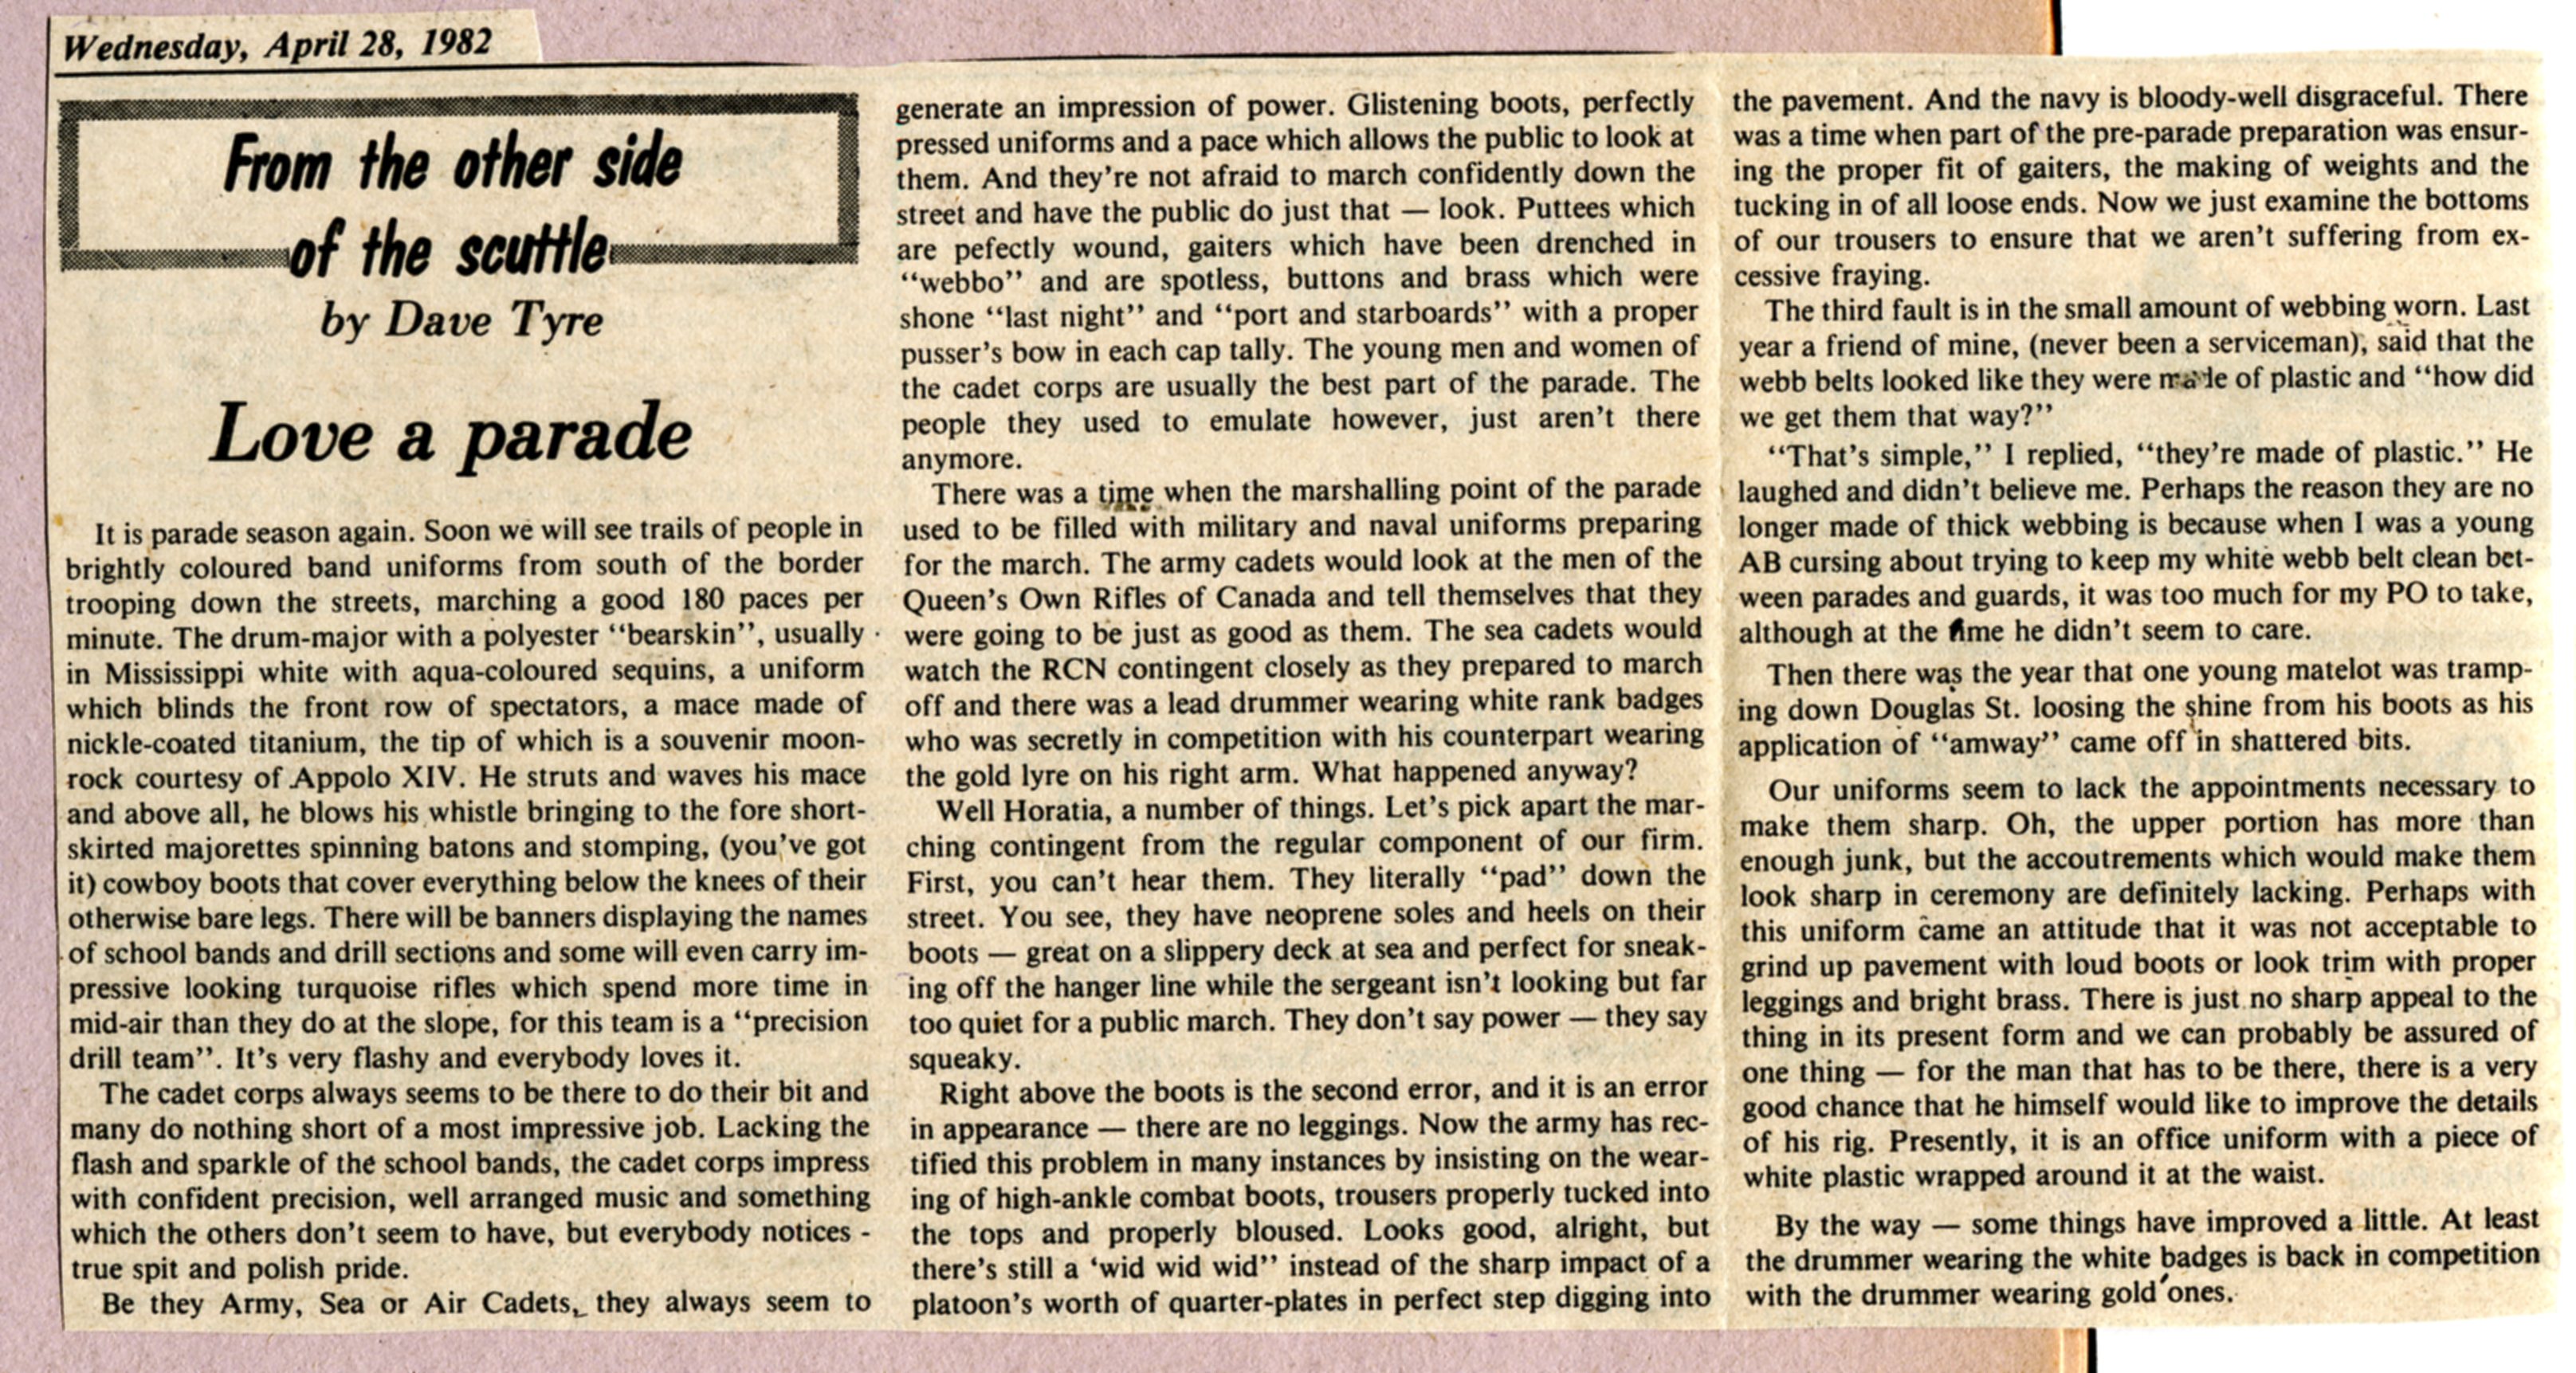 Wednesday, April 28, 1982
From the other side
of the scuttle
by Dave Tyre
Love a parade
It is parade season again. Soon we will see trails of people in
brightly coloured band uniforms from south of the border
trooping down the streets, marching a good 180 paces per
minute. The drum-major with a polyester “bearskin”, usually
in Mississippi white with aqua-coloured sequins, a uniform
which blinds the front row of spectators, a mace made of
nickle-coated titanium, the tip of which is a souvenir moon-
rock courtesy of Appolo XIV. He struts and waves his mace
and above all, he blows his whistle bringing to the fore short-
skirted majorettes spinning batons and stomping, (you’ve got
it) cowboy boots that cover everything below the knees of their
otherwise bare legs. There will be banners displaying the names
of school bands and drill sections and some will even carry im-
pressive looking turquoise rifles which spend more time in
mid-air than they do at the slope, for this team is a “precision
drill team”. It’s very flashy and everybody loves it.
The cadet corps always seems to be there to do their bit and
many do nothing short of a most impressive job. Lacking the
flash and sparkle of the school bands, the cadet corps impress
with confident precision, well arranged music and something
which the others don’t seem to have, but everybody notices -
true spit and polish pride.
Be they Army, Sea or Air Cadets, they always seem to
generate an impression of power. Glistening boots, perfectly
pressed uniforms and a pace which allows the public to look at
them. And they’re not afraid to march confidently down the
street and have the public do just that — look. Puttees which
are pefectly wound, gaiters which have been drenched in
“webbo” and are spotless, buttons and brass which were
shone “last night” and “port and starboards” with a proper
pusser’s bow in each cap tally. The young men and women of
the cadet corps are usually the best part of the parade. The
people they used to emulate however, just aren’t there
anymore.
There was a time when the marshalling point of the parade
used to be filled with military and naval uniforms preparing
for the march. The army cadets would look at the men of the
Queen’s Own Rifles of Canada and tell themselves that they
were going to be just as good as them. The sea cadets would
watch the RCN contingent closely as they prepared to march
off and there was a lead drummer wearing white rank badges
who was secretly in competition with his counterpart wearing
the gold lyre on his right arm. What happened anyway?
Well Horatia, a number of things. Let’s pick apart the mar-
ching contingent from the regular component of our firm.
First, you can’t hear them. They literally “pad” down the
street. You see, they have neoprene soles and heels on their
boots — great on a slippery deck at sea and perfect for sneak-
ing off the hanger line while the sergeant isn’t looking but far
too quiet for a public march. They don’t say power — they say
squeaky.
Right above the boots is the second error, and it is an error
in appearance — there are no leggings. Now the army has rec-
tified this problem in many instances by insisting on the wear-
ing of high-ankle combat boots, trousers properly tucked into
the tops and properly bloused. Looks good, alright, but
there’s still a ‘wid wid wid” instead of the sharp impact of a
platoon’s worth of quarter-plates in perfect step digging into
the pavement. And the navy is bloody-well disgraceful. There
was a time when part of the pre-parade preparation was ensur-
ing the proper fit of gaiters, the making of weights and the
tucking in of all loose ends. Now we just examine the bottoms
of our trousers to ensure that we aren’t suffering from ex-
cessive fraying.
The third fault is in the small amount of webbing worn. Last
year a friend of mine, (never been a serviceman), said that the
webb belts looked like they were made of plastic and “how did
we get them that way?”
“That’s simple,” I replied, “they’re made of plastic.” He
laughed and didn’t believe me. Perhaps the reason they are no
longer made of thick webbing is because when I was a young
AB cursing about trying to keep my white webb belt clean bet-
ween parades and guards, it was too much for my PO to take,
although at the time he didn’t seem to care.
Then there was the year that one young matelot was tramp-
ing down Douglas St. loosing the shine from his boots as his
application of “amway” came off in shattered bits.
Our uniforms seem to lack the appointments necessary to
make them sharp. Oh, the upper portion has more than
enough junk, but the accoutrements which would make them
look sharp in ceremony are definitely lacking. Perhaps with
this uniform came an attitude that it was not acceptable to
grind up pavement with loud boots or look trim with proper
leggings and bright brass. There is just no sharp appeal to the
thing in its present form and we can probably be assured of
one thing — for the man that has to be there, there is a very
good chance that he himself would like to improve the details
of his rig. Presently, it is an office uniform with a piece of
white plastic wrapped around it at the waist.
By the way — some things have improved a little. At least
the drummer wearing the white badges is back in competition
with the drummer wearing gold ones.